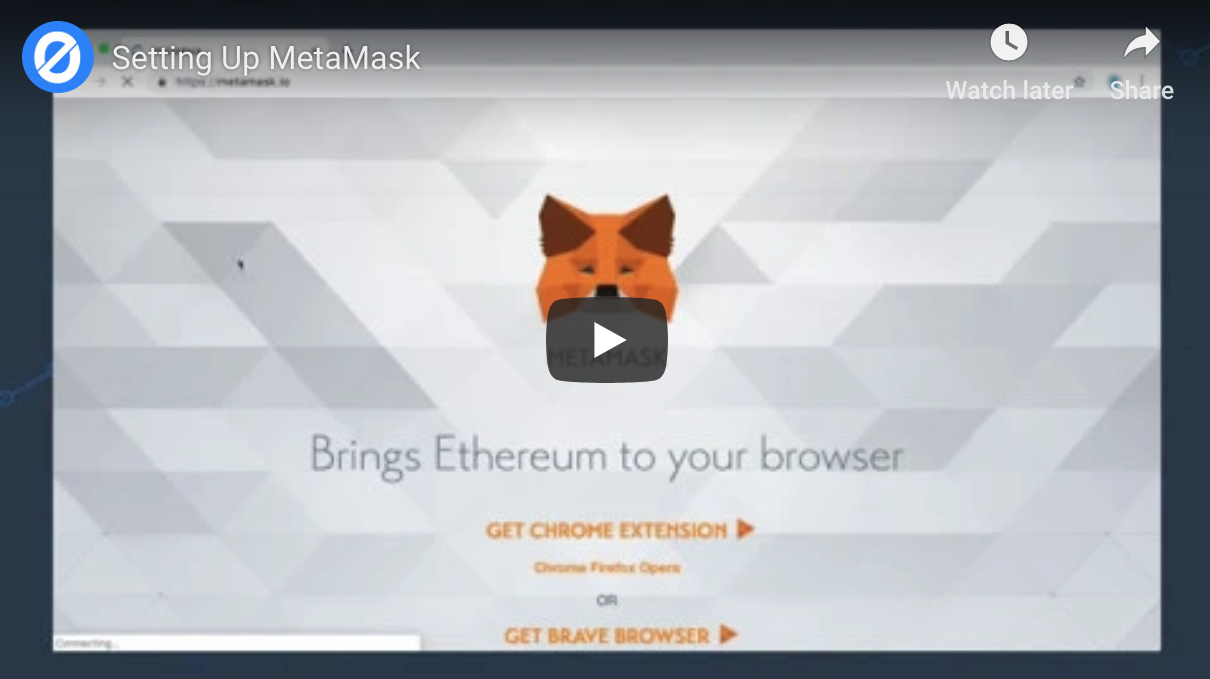 Setting Up MetaMask
Watch later
Share
https://metamask.io
METAMASK
Brings Ethereum to your browser
GET CHROME EXTENSION
Chrome Firefox Opera
OR
GET BRAVE BROWSER
Connecting...